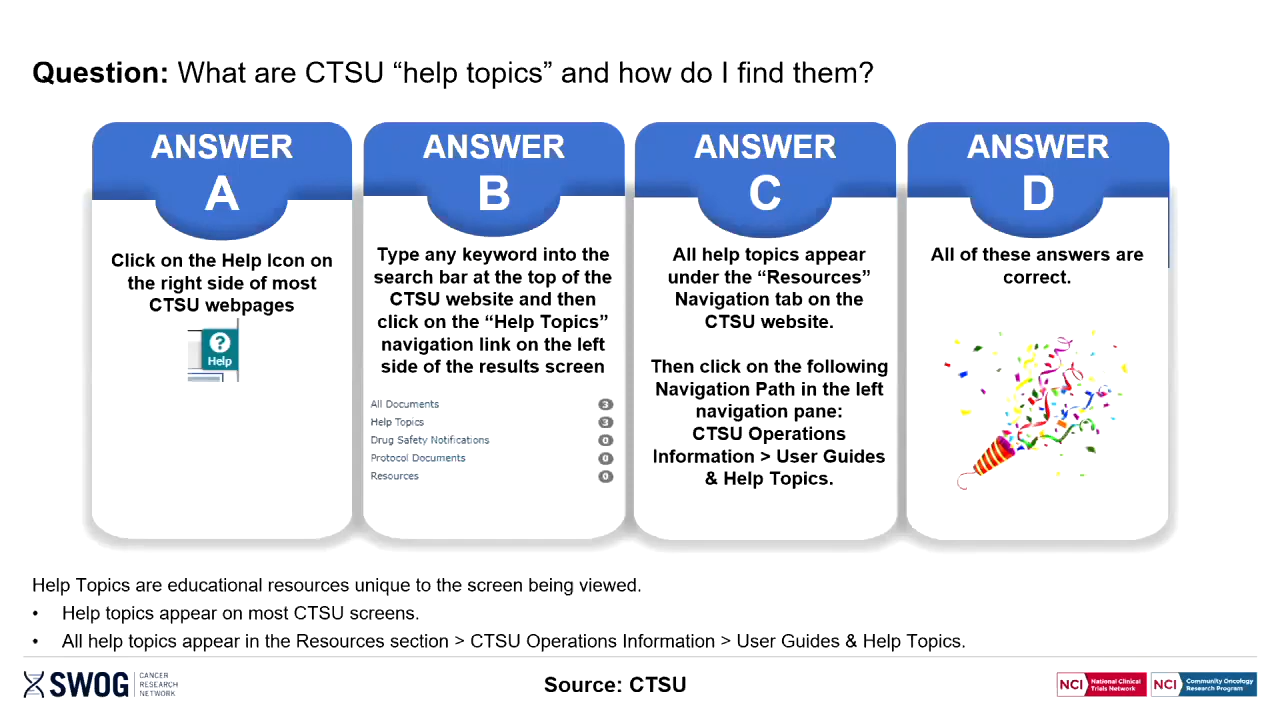 Question: What are CTSU “help topics” and how do I find them?
ANSWER
A
Click on the Help Icon on
the right side of most
CTSU webpages
?
Help
ANSWER
B
Type any keyword into the
search bar at the top of the
CTSU website and then
click on the “Help Topics”
navigation link on the left
side of the results screen
All Documents 3
Help Topics 3
Drug Safety Notifications 0
Protocol Documents 0
Resources 0
ANSWER
C
All help topics appear
under the “Resources”
Navigation tab on the
CTSU website.
Then click on the following
Navigation Path in the left
navigation pane:
CTSU Operations
Information > User Guides
& Help Topics.
ANSWER
D
All of these answers are
correct.
Help Topics are educational resources unique to the screen being viewed.
• Help topics appear on most CTSU screens.
• All help topics appear in the Resources section > CTSU Operations Information > User Guides & Help Topics.
SWOG
CANCER
RESEARCH
NETWORK
Source: CTSU
NCI
National Clinical
Trials Network
NCI
Community Oncology
Research Program